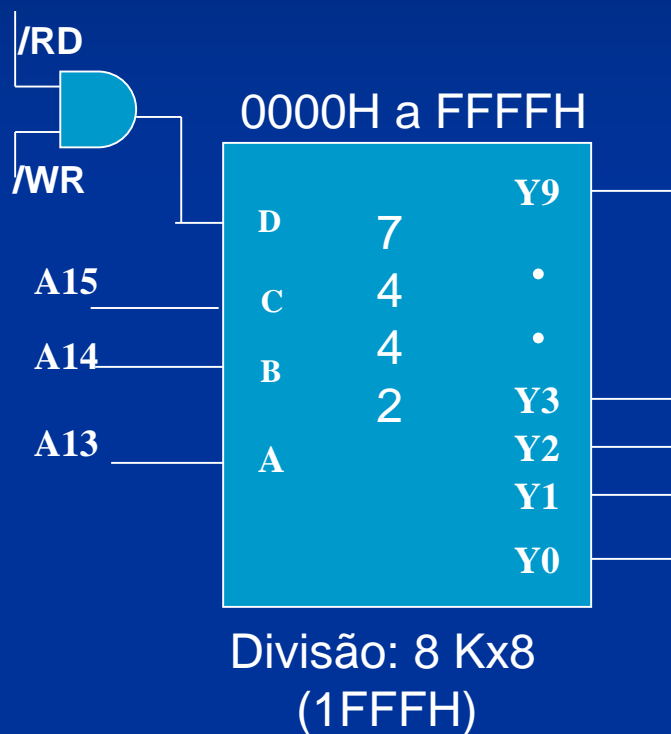 /RD
/WR
0000H a FFFFH
D
C
B
A
A15
A14
A13
7
4
4
2
Y9
Y3
Y2
Y1
Y0
Divisão: 8 Kx8
(1FFFH)